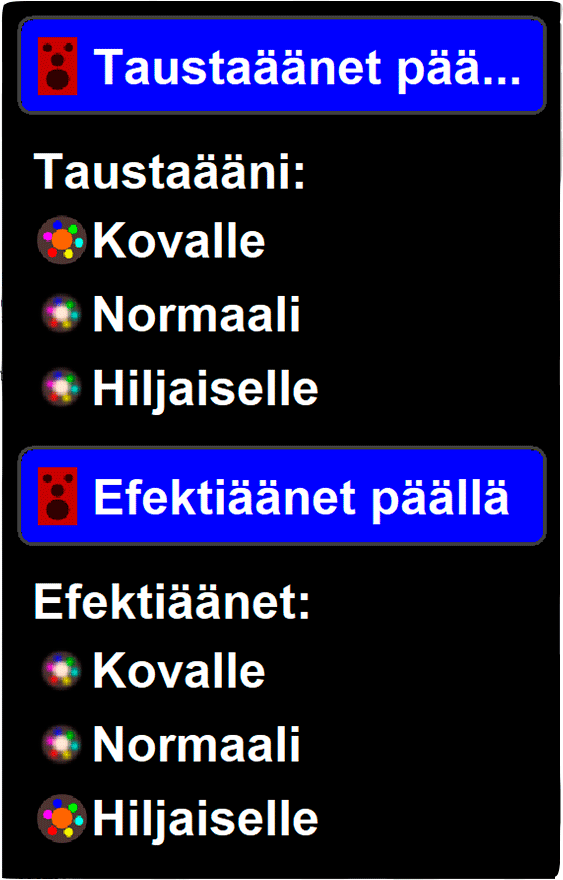 Taustaäänet pää...
Taustaääni:
Kovalle
Normaali
Hiljaiselle
Efektiäänet päällä
Efektiäänet:
Kovalle
Normaali
Hiljaiselle